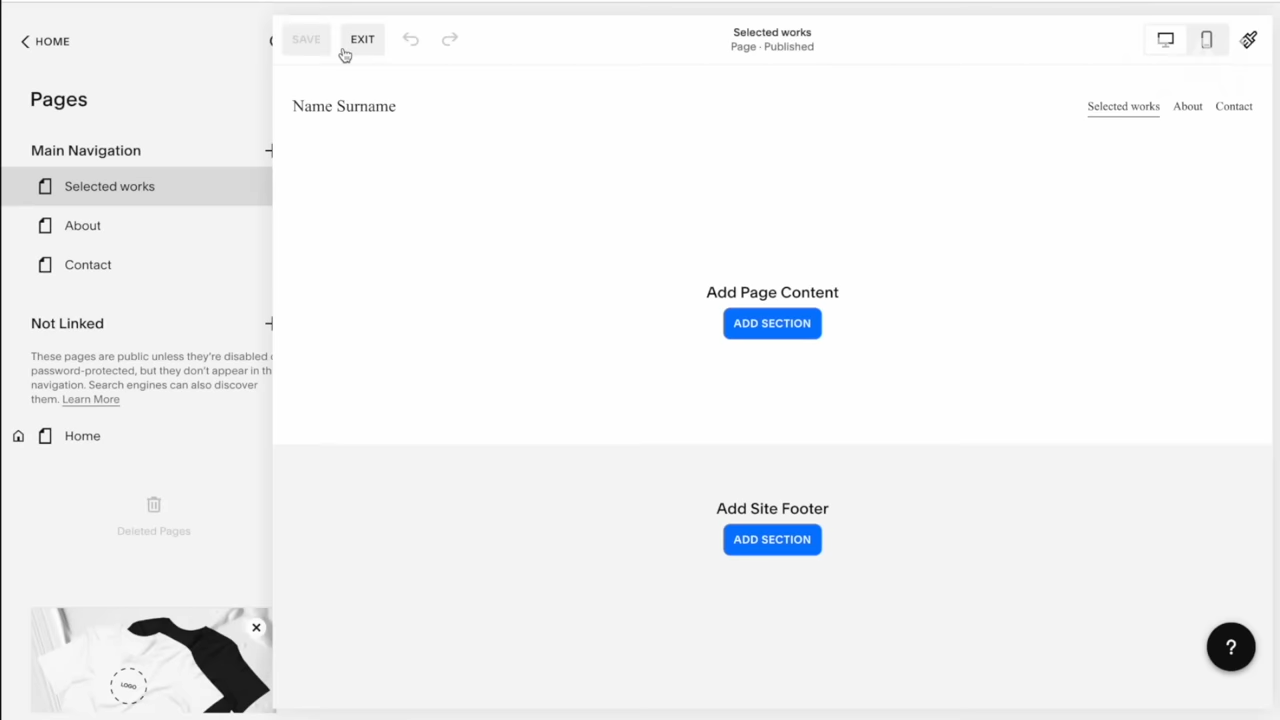 HOME
SAVE
EXIT
Selected works
Page · Published
Pages
Name Surname
Selected works
About
Contact
Main Navigation
Selected works
About
Contact
Add Page Content
ADD SECTION
Not Linked
These pages are public unless they're disabled
password-protected, but they don't appear in
navigation. Search engines can also discover
them. Learn More
Home
Deleted Pages
Add Site Footer
ADD SECTION
LOGO
?